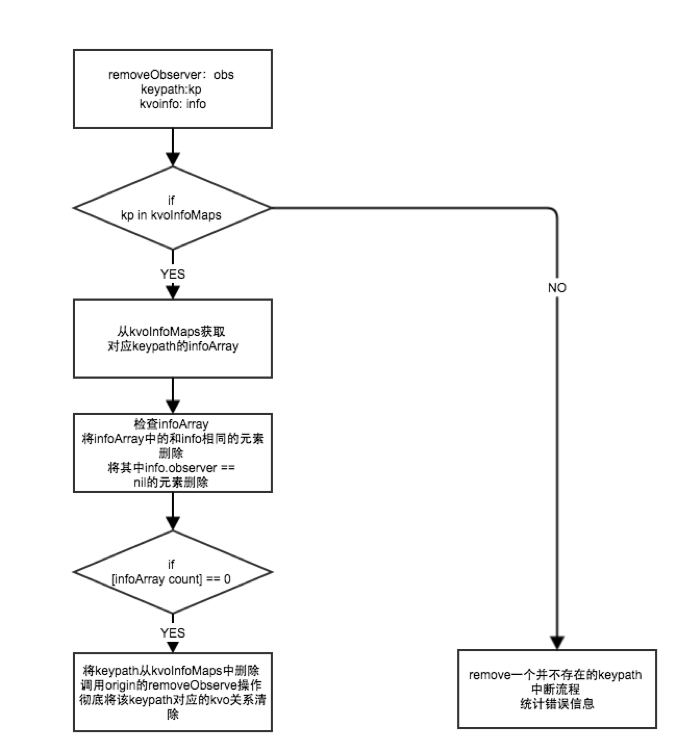 removeObserver：obs
keypath:kp
kvoinfo: info
if
kp in kvoInfoMaps
YES
NO
从kvoInfoMaps获取
对应keypath的infoArray
检查infoArray
将infoArray中的和info相同的元素
删除
将其中info.observer ==
nil的元素删除
if
[infoArray count] == 0
YES
将keypath从kvoInfoMaps中删除
调用origin的removeObserve操作
彻底将该keypath对应的kvo关系清
除
remove一个并不存在的keypath
中断流程
统计错误信息